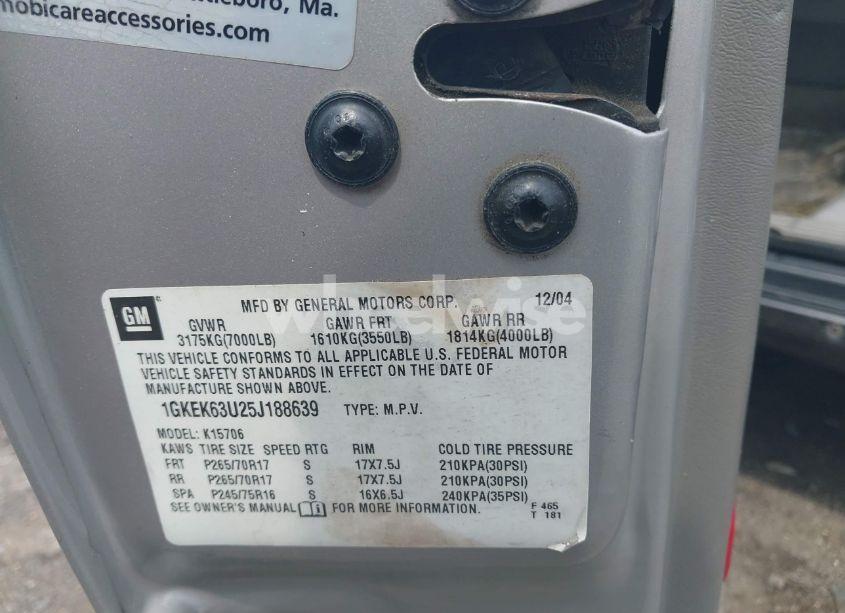 boro, Ma.
mobicareaccessories.com
GM
MFD BY GENERAL MOTORS CORP. 12/04
GVWR GAWR FRT GAWR RR
3175KG(7000LB) 1610KG(3550LB) 1814KG(4000LB)
THIS VEHICLE CONFORMS TO ALL APPLICABLE U.S. FEDERAL MOTOR
VEHICLE SAFETY STANDARDS IN EFFECT ON THE DATE OF
MANUFACTURE SHOWN ABOVE.
1GKEK63U25J188639 TYPE: M.P.V.
MODEL: K15706
KAWS TIRE SIZE SPEED RTG RIM COLD TIRE PRESSURE
FRT P265/70R17 S 17X7.5J 210KPA(30PSI)
RR P265/70R17 S 17X7.5J 210KPA(30PSI)
SPA P245/75R16 S 16X6.5J 240KPA(35PSI)
SEE OWNER'S MANUAL FOR MORE INFORMATION.
F 465
T 181
wheelwise